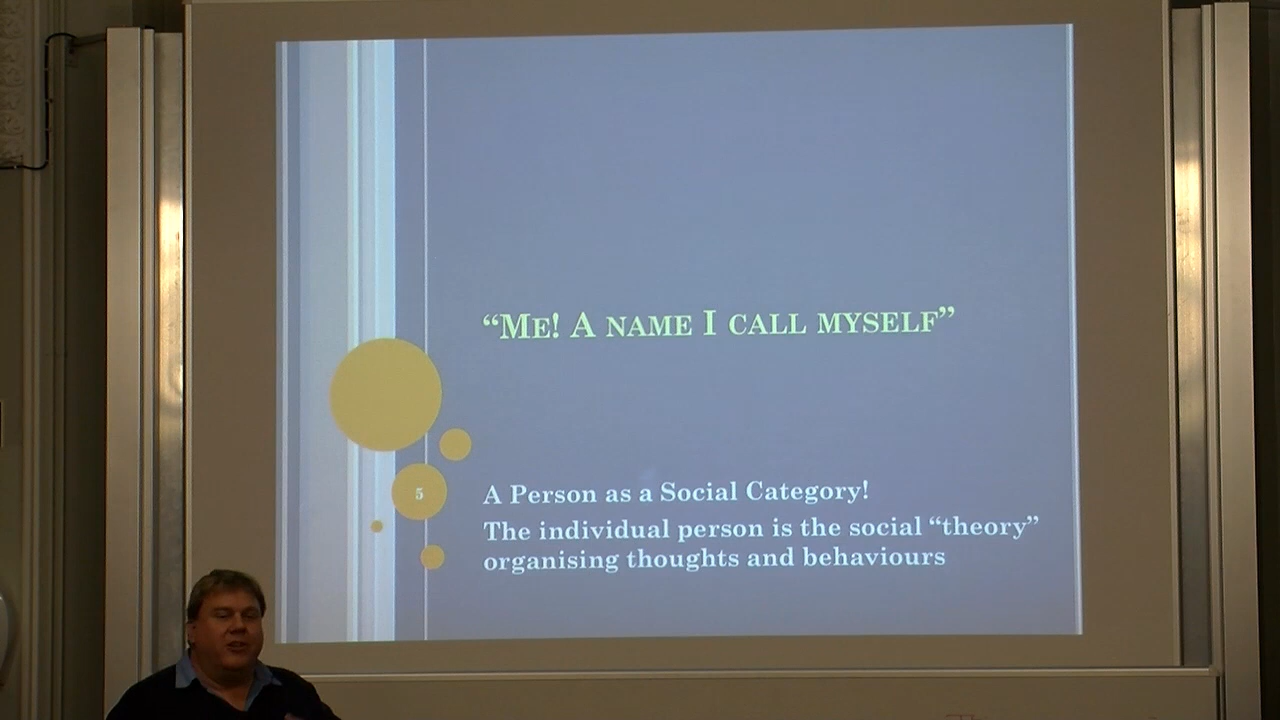 “ME! A NAME I CALL MYSELF”
5
A Person as a Social Category!
The individual person is the social “theory”
organising thoughts and behaviours